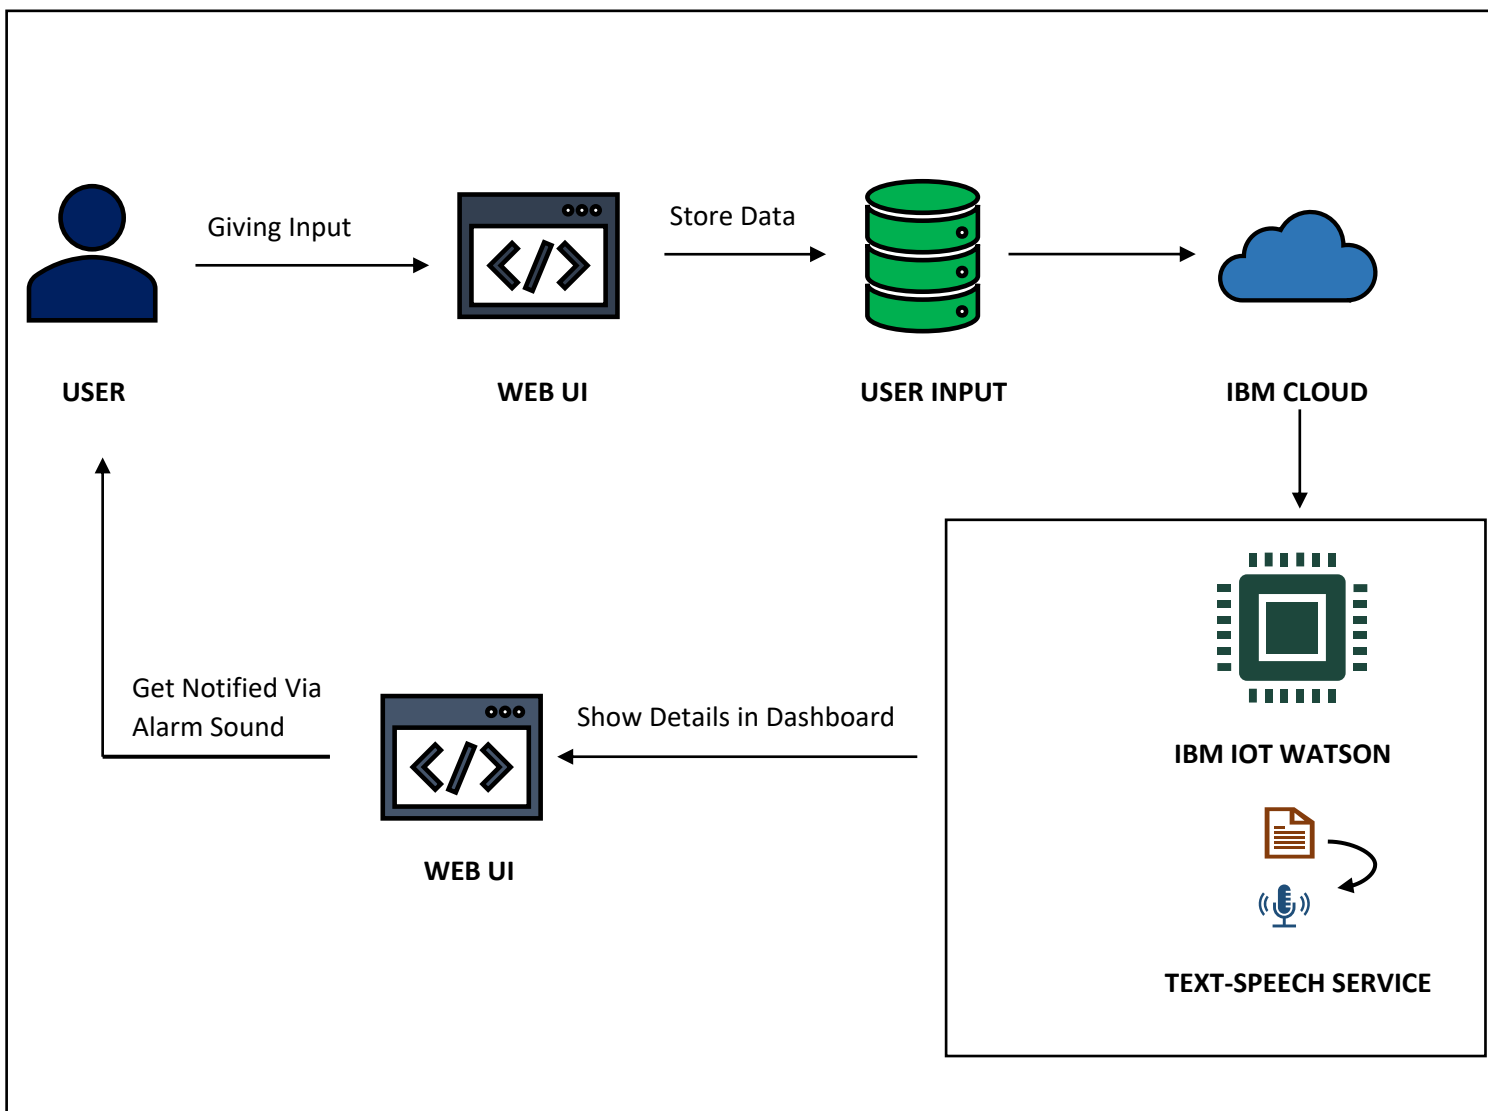 Giving Input
Store Data
USER
WEB UI
USER INPUT
IBM CLOUD
Get Notified Via
Alarm Sound
Show Details in Dashboard
IBM IOT WATSON
WEB UI
TEXT-SPEECH SERVICE